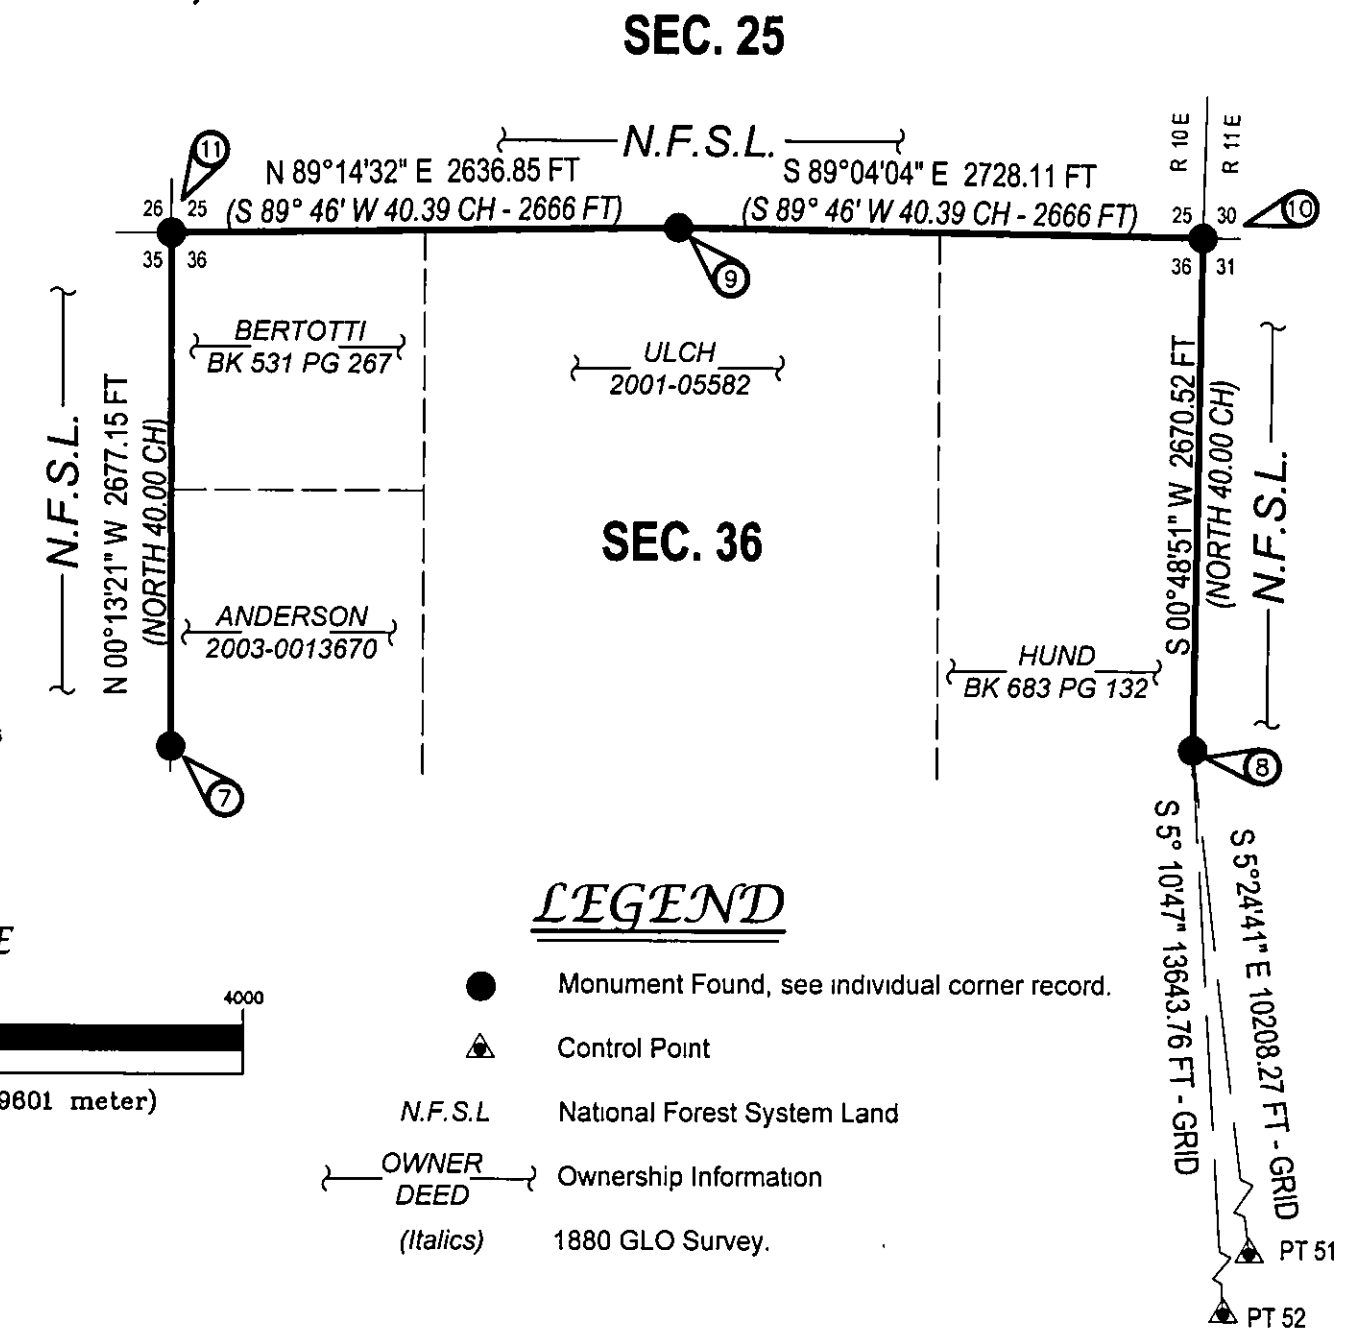 SEC. 25
N.F.S.L.
R 10 E
R 11 E
11
N 89°14'32" E 2636.85 FT
S 89°04'04" E 2728.11 FT
(S 89° 46' W 40.39 CH - 2666 FT)
(S 89° 46' W 40.39 CH - 2666 FT)
26 25
35 36
25 30
36 31
10
9
BERTOTTI
BK 531 PG 267
ULCH
2001-05582
N.F.S.L.
N 00°13'21" W 2677.15 FT
(NORTH 40.00 CH)
S 00°48'51" W 2670.52 FT
(NORTH 40.00 CH)
N.F.S.L.
SEC. 36
ANDERSON
2003-0013670
HUND
BK 683 PG 132
7
8
S 5° 10'47" 13643.76 FT - GRID
S 5°24'41" E 10208.27 FT - GRID
PT 51
PT 52
4000
9601 meter)
LEGEND
Monument Found, see individual corner record.
Control Point
N.F.S.L National Forest System Land
OWNER
DEED
Ownership Information
(Italics) 1880 GLO Survey.